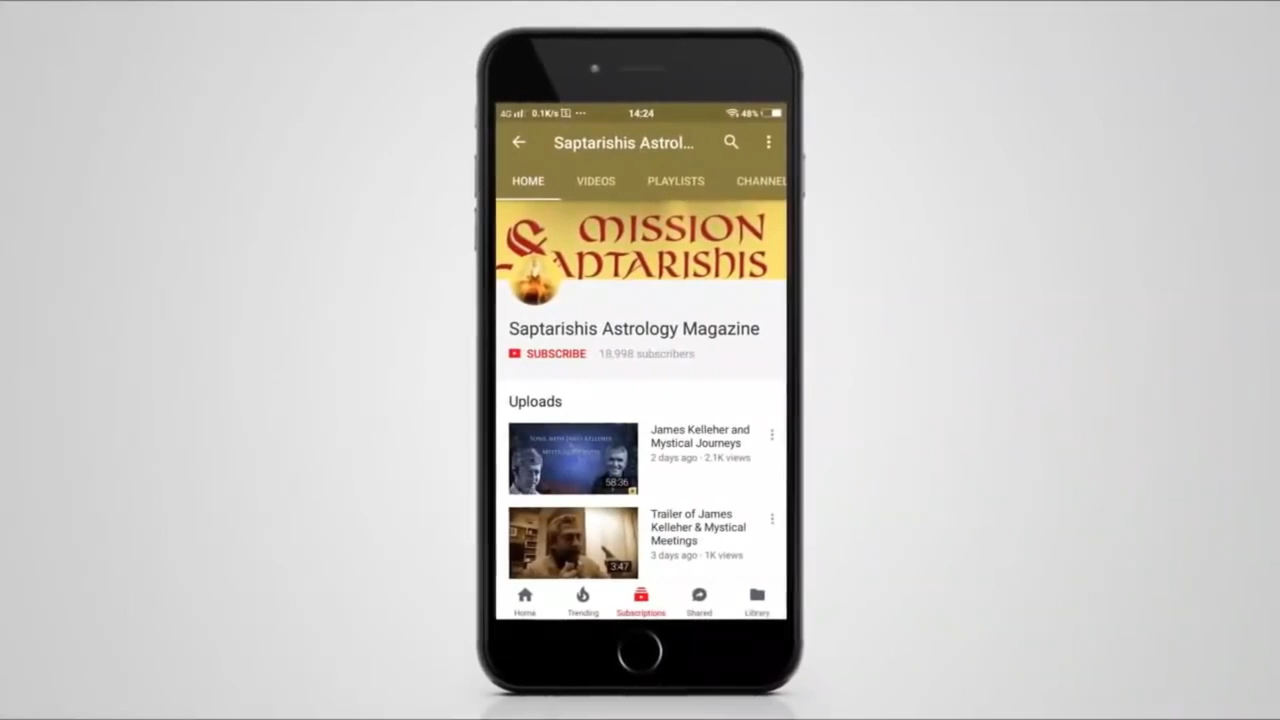 4G 0.1K/s ··· 14:24 48%
Saptarishis Astrol...
HOME VIDEOS PLAYLISTS CHANNEL
MISSION
SAPTARISHIS
Saptarishis Astrology Magazine
SUBSCRIBE 18,998 subscribers
Uploads
James Kelleher and
Mystical Journeys
2 days ago · 2.1K views
58:36
Trailer of James
Kelleher & Mystical
Meetings
3 days ago · 1K views
3:47
Home Trending Subscriptions Shared Library